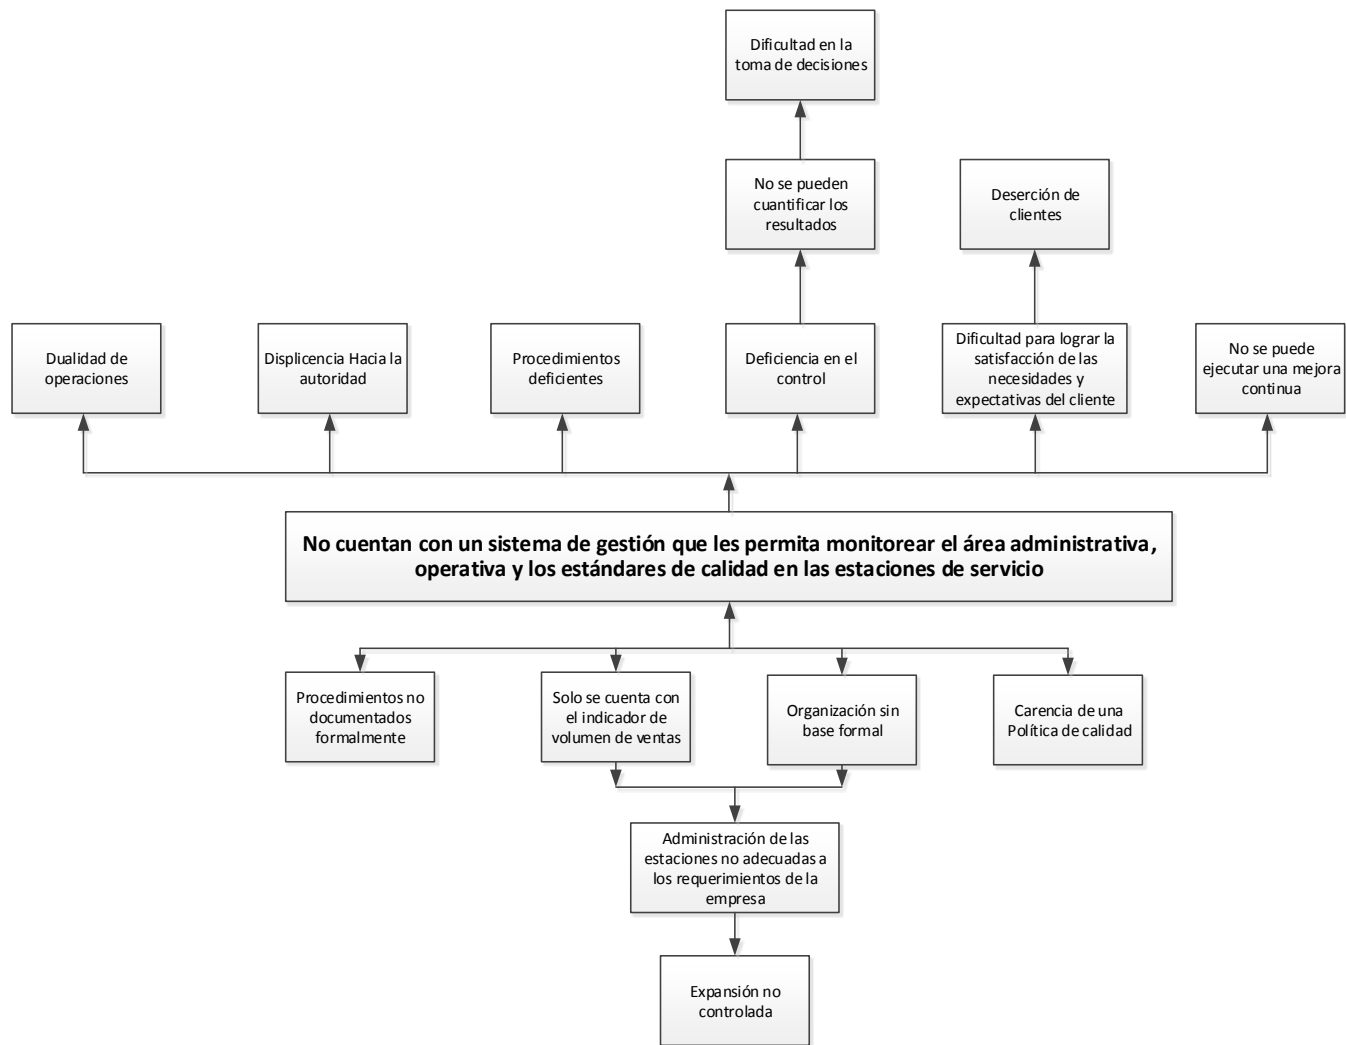 Dificultad en la
toma de decisiones
No se pueden
cuantificar los
resultados
Deserción de
clientes
Dualidad de
operaciones
Displicencia Hacia la
autoridad
Procedimientos
deficientes
Deficiencia en el
control
Dificultad para lograr la
satisfacción de las
necesidades y
expectativas del cliente
No se puede
ejecutar una mejora
continua
No cuentan con un sistema de gestión que les permita monitorear el área administrativa,
operativa y los estándares de calidad en las estaciones de servicio
Procedimientos no
documentados
formalmente
Solo se cuenta con
el indicador de
volumen de ventas
Organización sin
base formal
Carencia de una
Política de calidad
Administración de las
estaciones no adecuadas a
los requerimientos de la
empresa
Expansión no
controlada